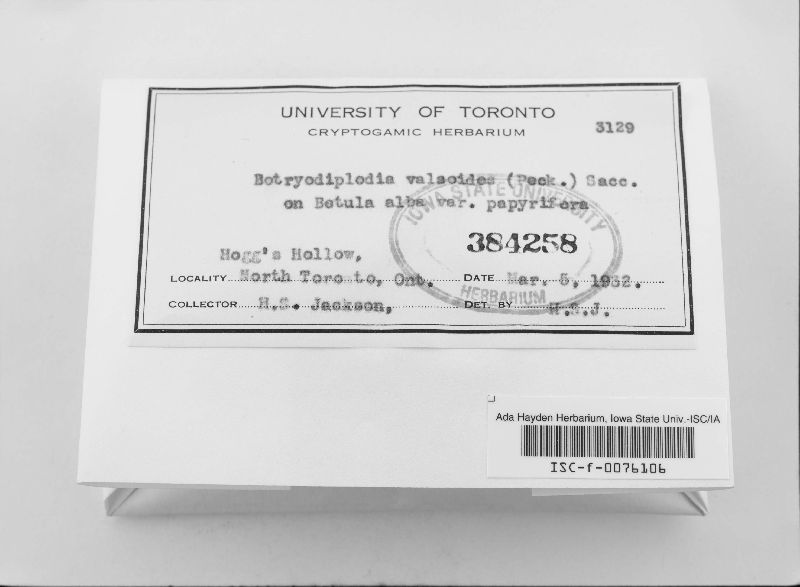 UNIVERSITY OF TORONTO
CRYPTOGAMIC HERBARIUM
3129
Botryodiplodia valsoides (Peck.) Sacc.
on Betula alba var. papyrifera
IOWA STATE UNIVERSITY
384258
HERBARIUM
Hogg's Hollow,
LOCALITY North Toronto, Ont. DATE Mar. 5, 1932.
COLLECTOR H.S. Jackson, DET. BY H.S.J.
Ada Hayden Herbarium, Iowa State Univ.-ISC/IA
ISC-f-0076106